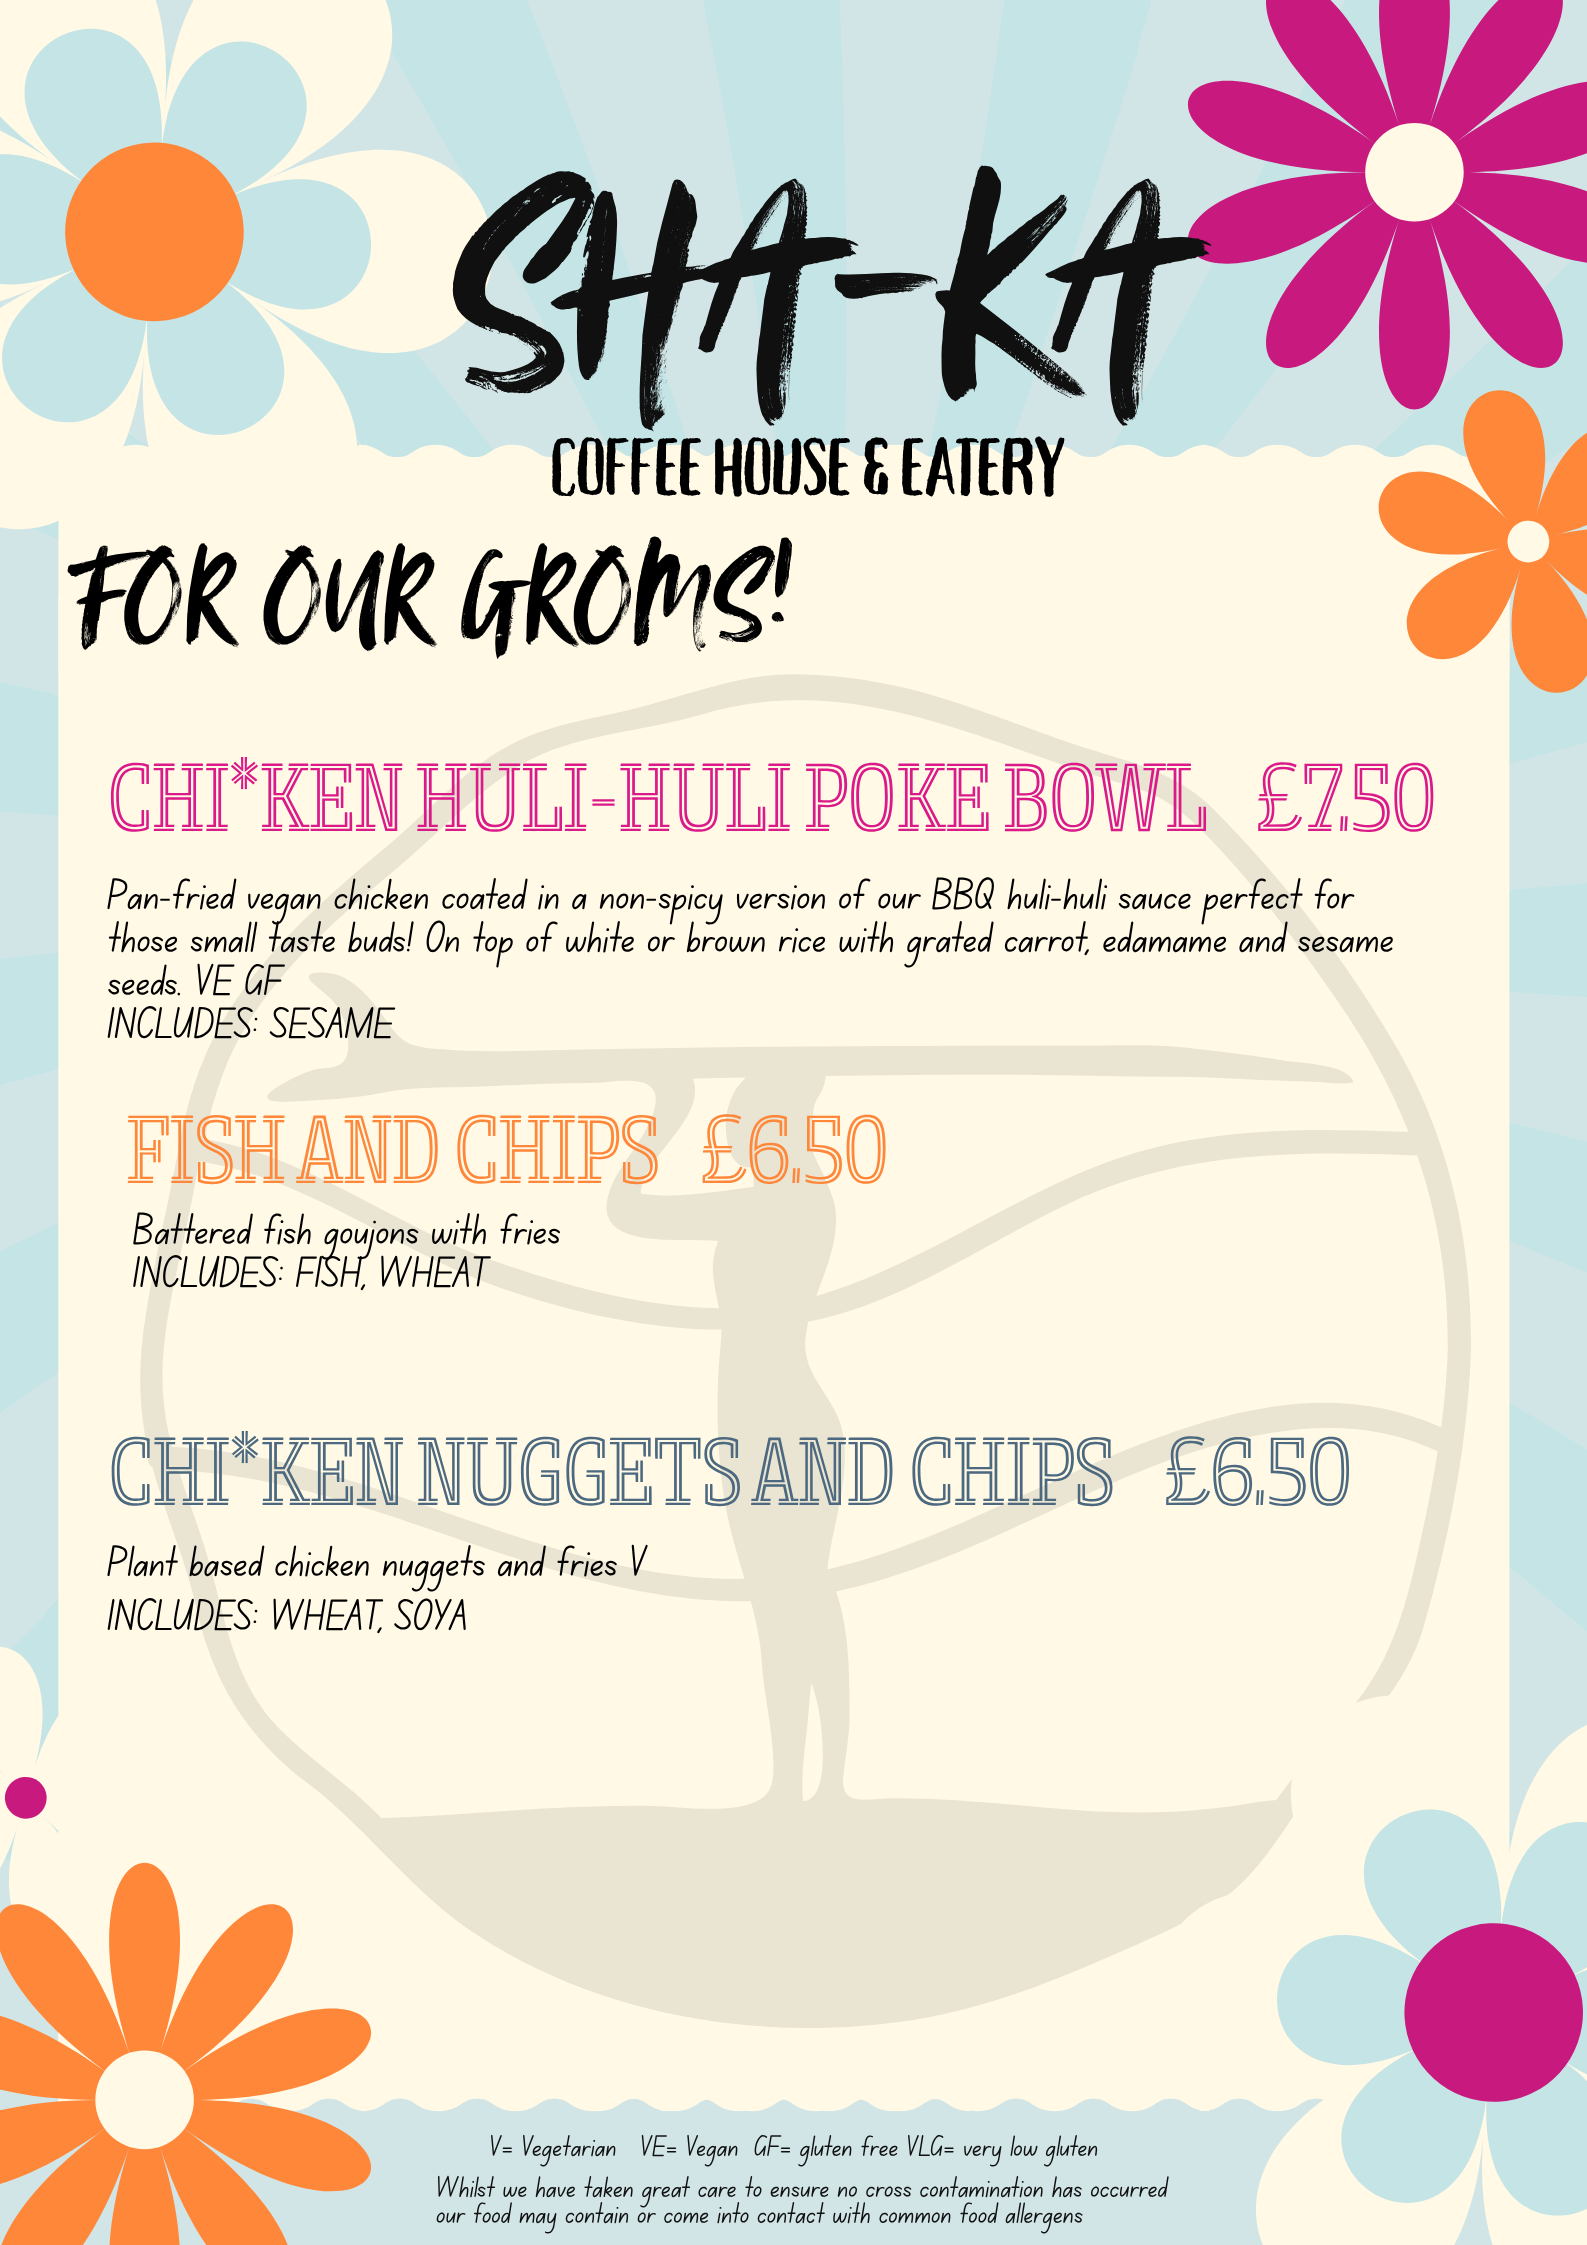 SHA-KA
COFFEE HOUSE & EATERY
FOR OUR GROMS!
CHI*KEN HULI-HULI POKE BOWL £7.50
Pan-fried vegan chicken coated in a non-spicy version of our BBQ huli-huli sauce perfect for
those small taste buds! On top of white or brown rice with grated carrot, edamame and sesame
seeds. VE GF
INCLUDES: SESAME
FISH AND CHIPS £6.50
Battered fish goujons with fries
INCLUDES: FISH, WHEAT
CHI*KEN NUGGETS AND CHIPS £6.50
Plant based chicken nuggets and fries V
INCLUDES: WHEAT, SOYA
V= Vegetarian VE= Vegan GF= gluten free VLG= very low gluten
Whilst we have taken great care to ensure no cross contamination has occurred
our food may contain or come into contact with common food allergens